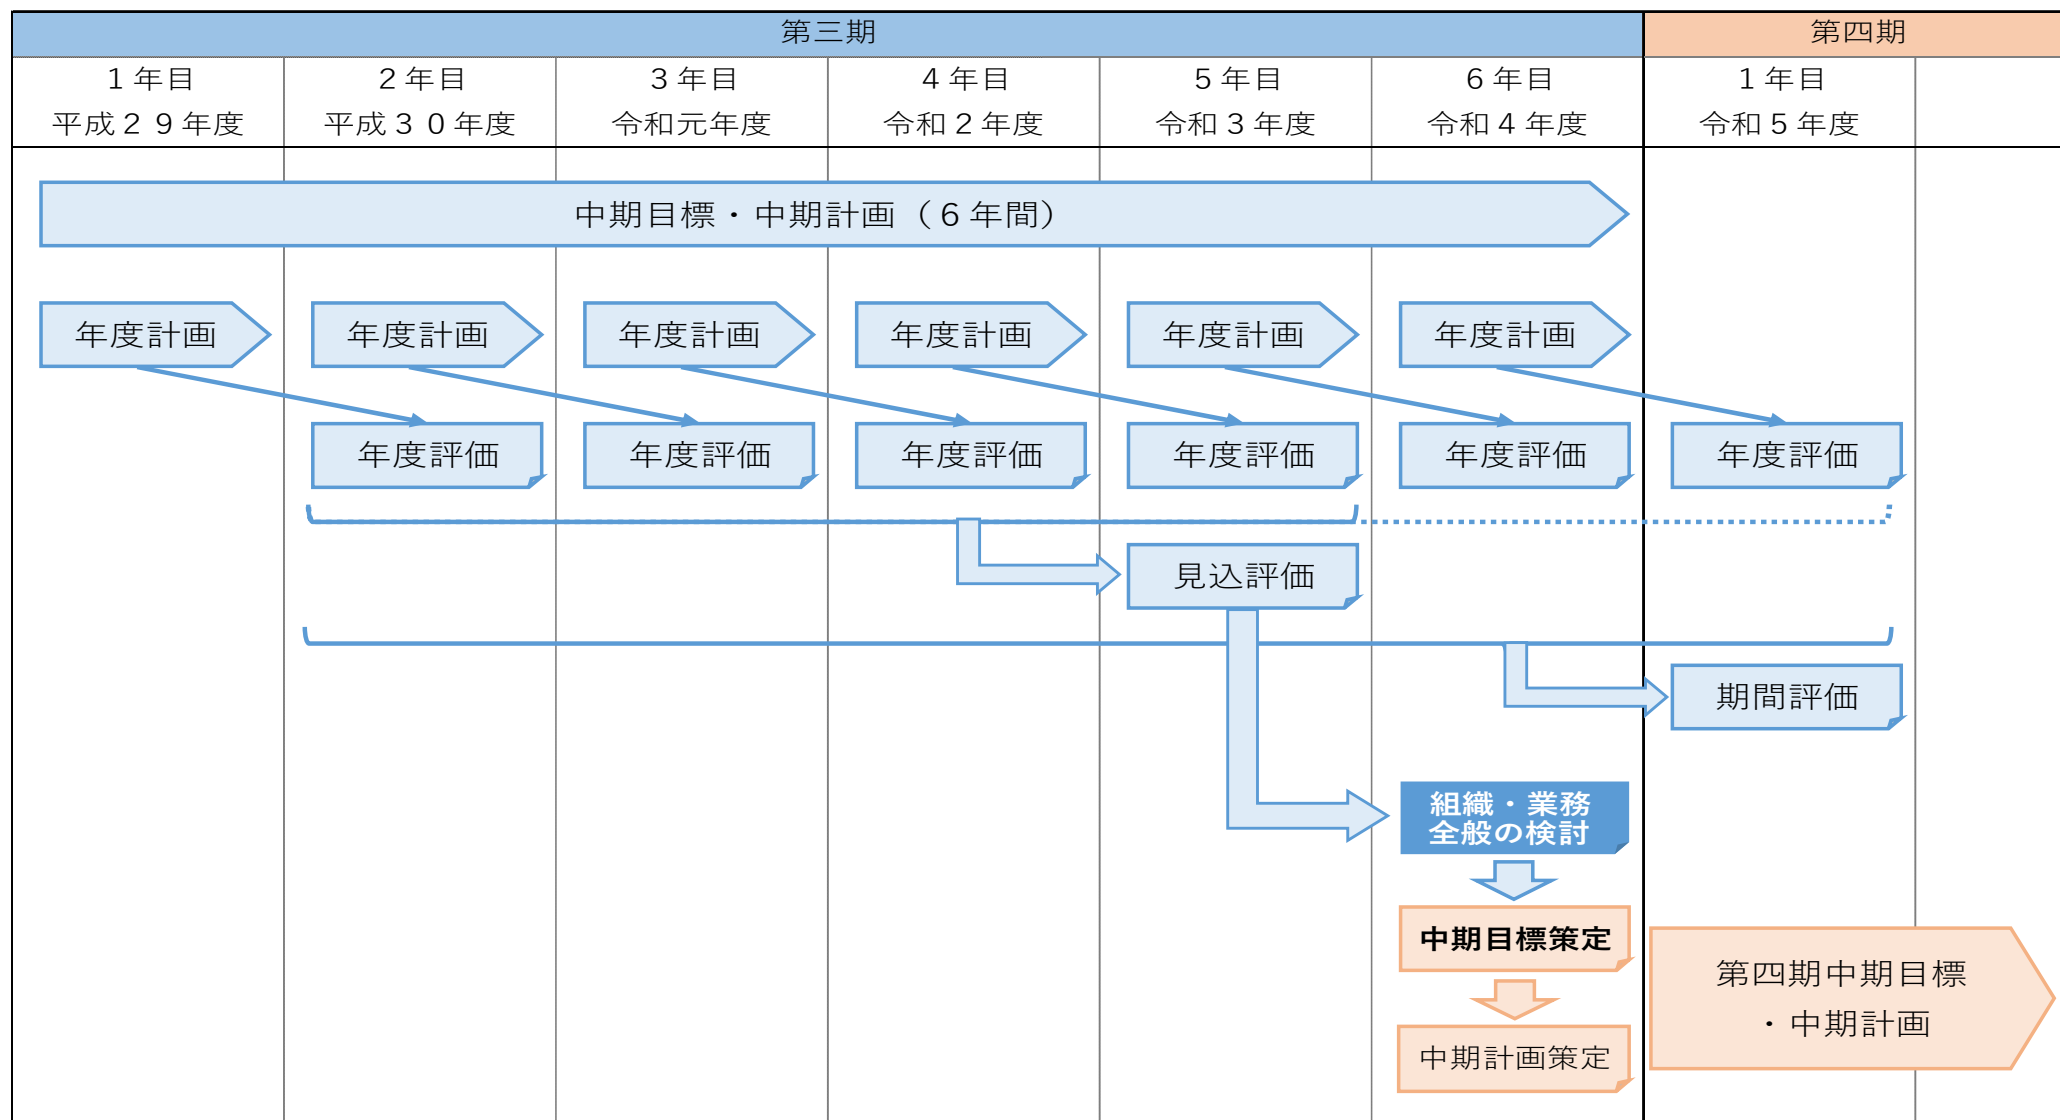 第三期
第四期
１年目
２年目
３年目
４年目
５年目
６年目
１年目
平成２９年度
平成３０年度
令和元年度
令和２年度
令和３年度
令和４年度
令和５年度
中期目標・中期計画（６年間）
年度計画
年度計画
年度計画
年度計画
年度計画
年度計画
年度評価
年度評価
年度評価
年度評価
年度評価
年度評価
見込評価
期間評価
組織・業務
全般の検討
中期目標策定
第四期中期目標
・中期計画
中期計画策定